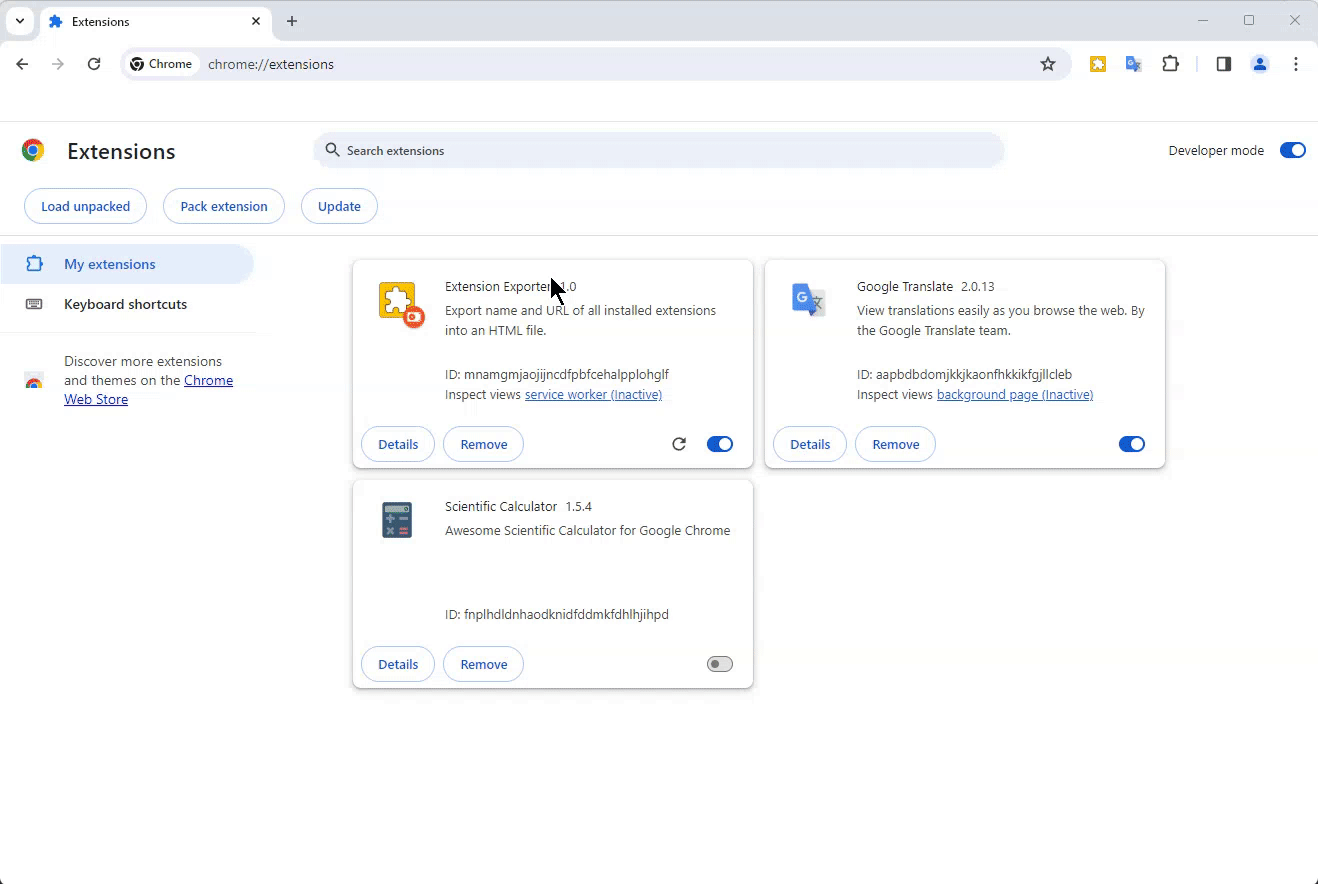 Extensions
Chrome
chrome://extensions
Extensions
Search extensions
Developer mode
Load unpacked
Pack extension
Update
My extensions
Keyboard shortcuts
Discover more extensions
and themes on the Chrome
Web Store
Extension Exporter 1.0
Export name and URL of all installed extensions
into an HTML file.
ID: mnamgmjaojijncdfpbfcehalpplohglf
Inspect views service worker (Inactive)
Details
Remove
Google Translate 2.0.13
View translations easily as you browse the web. By
the Google Translate team.
ID: aapbdbdomjkkjkaonfhkkikfgjllcleb
Inspect views background page (Inactive)
Details
Remove
Scientific Calculator 1.5.4
Awesome Scientific Calculator for Google Chrome
ID: fnplhdldnhaodknidfddmkfdhlhjihpd
Details
Remove